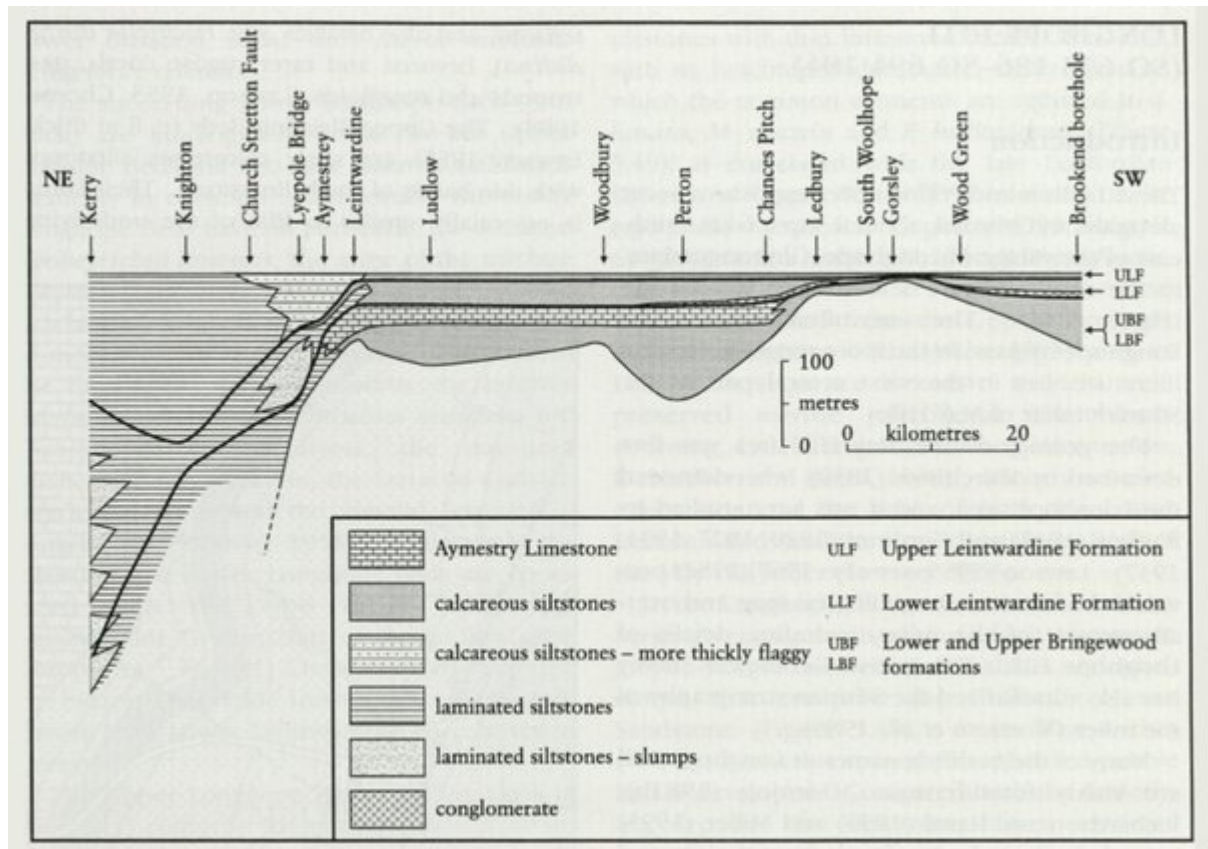 NE
Kerry
Knighton
Church Stretton Fault
Lyepole Bridge
Aymestrey
Leintwardine
Ludlow
Woodbury
Perton
Chances Pitch
Ledbury
South Woolhope
Gorsley
Wood Green
Brookend borehole
SW
ULF
LLF
UBF
LBF
100
metres
0
0 kilometres 20
Aymestry Limestone
calcareous siltstones
calcareous siltstones – more thickly flaggy
laminated siltstones
laminated siltstones – slumps
conglomerate
ULF Upper Leintwardine Formation
LLF Lower Leintwardine Formation
UBF Lower and Upper Bringewood
LBF formations